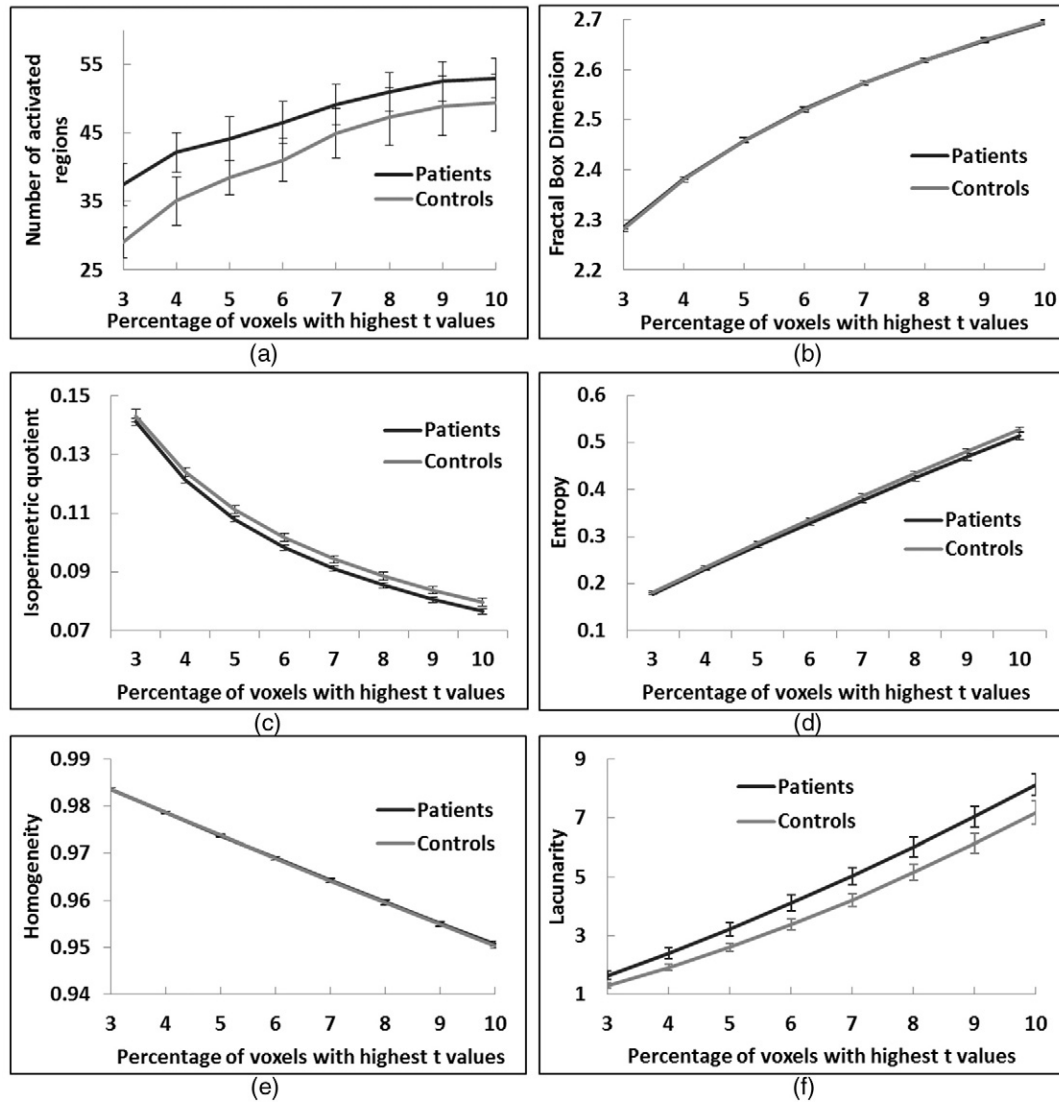 Number of activated
regions
55
45
35
25
Patients
Controls
3 4 5 6 7 8 9 10
Percentage of voxels with highest t values
(a)
Fractal Box Dimension
2.7
2.6
2.5
2.4
2.3
2.2
Patients
Controls
3 4 5 6 7 8 9 10
Percentage of voxels with highest t values
(b)
Isoperimetric quotient
0.15
0.13
0.11
0.09
0.07
Patients
Controls
3 4 5 6 7 8 9 10
Percentage of voxels with highest t values
(c)
Entropy
0.6
0.5
0.4
0.3
0.2
0.1
Patients
Controls
3 4 5 6 7 8 9 10
Percentage of voxels with highest t values
(d)
Homogeneity
0.99
0.98
0.97
0.96
0.95
0.94
Patients
Controls
3 4 5 6 7 8 9 10
Percentage of voxels with highest t values
(e)
Lacunarity
9
7
5
3
1
Patients
Controls
3 4 5 6 7 8 9 10
Percentage of voxels with highest t values
(f)